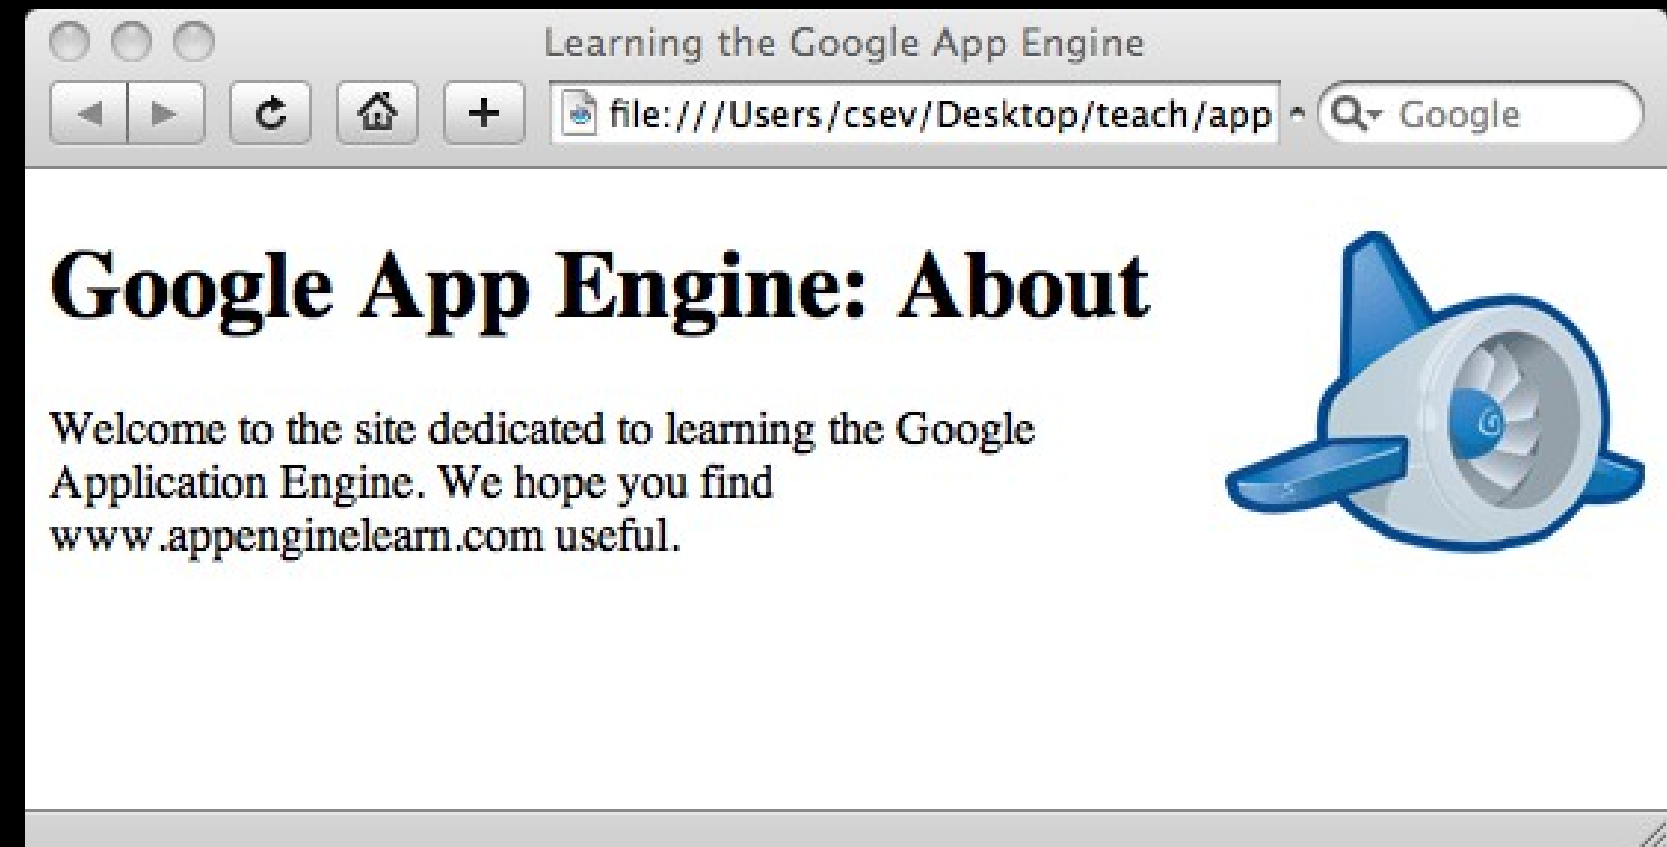 Learning the Google App Engine
file:///Users/csev/Desktop/teach/app
Google
Google App Engine: About
Welcome to the site dedicated to learning the Google
Application Engine. We hope you find
www.appenginelearn.com useful.